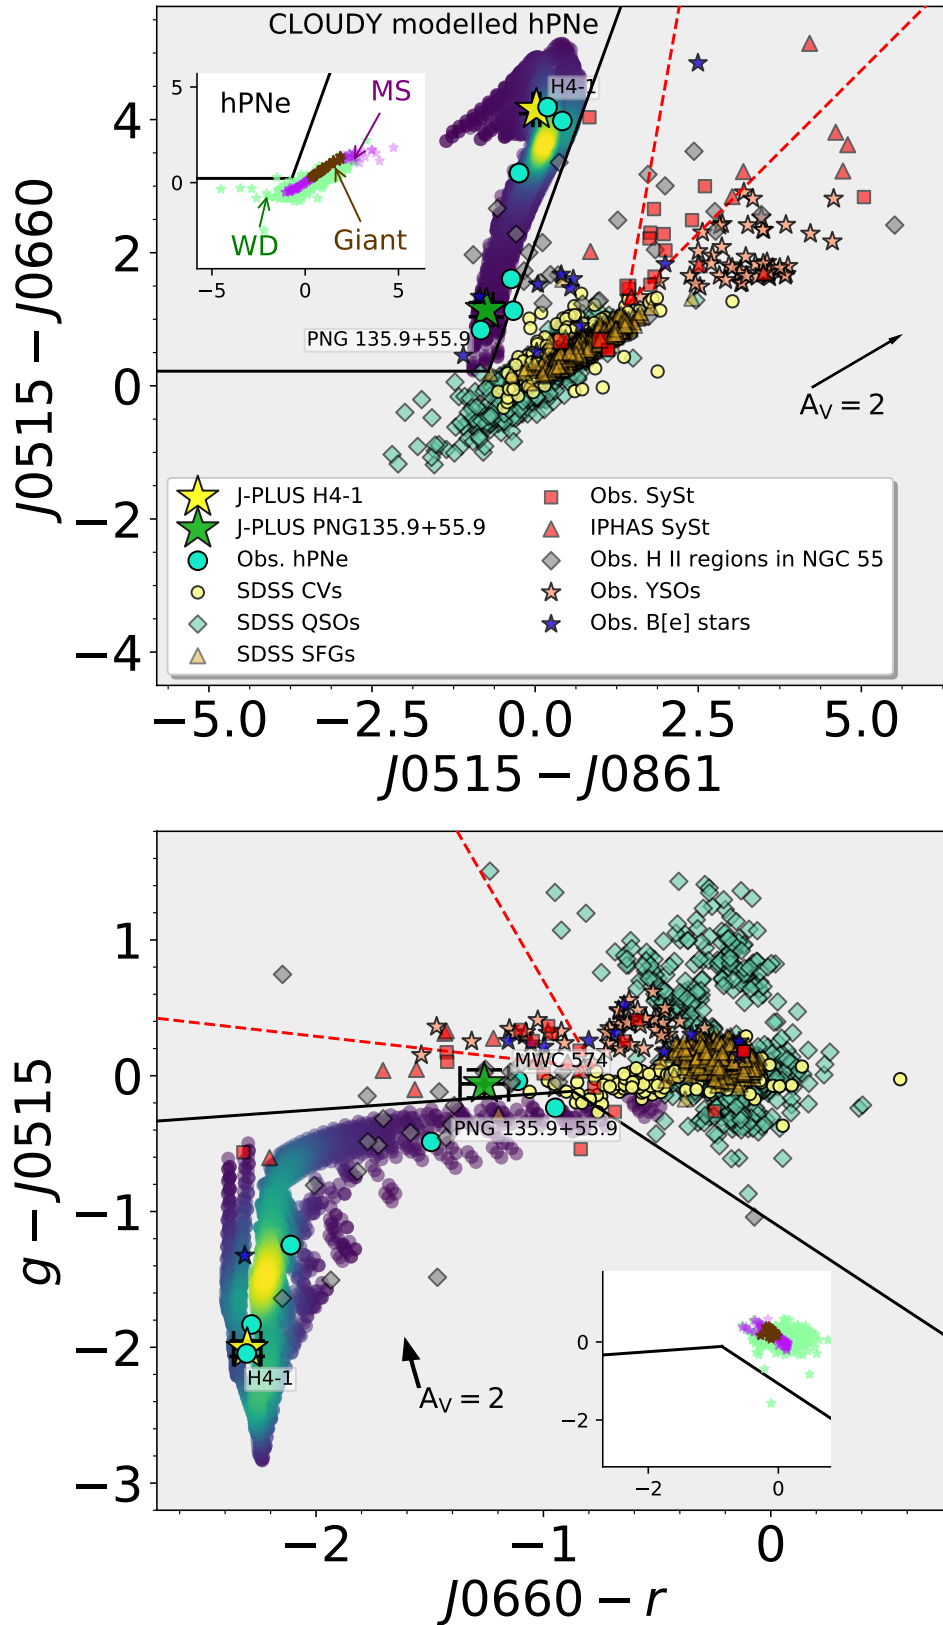 CLOUDY modelled hPNe
H4-1
5
0
hPNe
MS
WD
Giant
−5
0
5
PNG 135.9+55.9
A_V = 2
4
2
0
−2
−4
J0515 − J0660
J-PLUS H4-1
J-PLUS PNG135.9+55.9
Obs. hPNe
SDSS CVs
SDSS QSOs
SDSS SFGs
Obs. SySt
IPHAS SySt
Obs. H II regions in NGC 55
Obs. YSOs
Obs. B[e] stars
−5.0
−2.5
0.0
2.5
5.0
J0515 − J0861
1
0
−1
−2
−3
g − J0515
MWC 574
PNG 135.9+55.9
H4-1
A_V = 2
0
−2
−2
0
−2
−1
0
J0660 − r